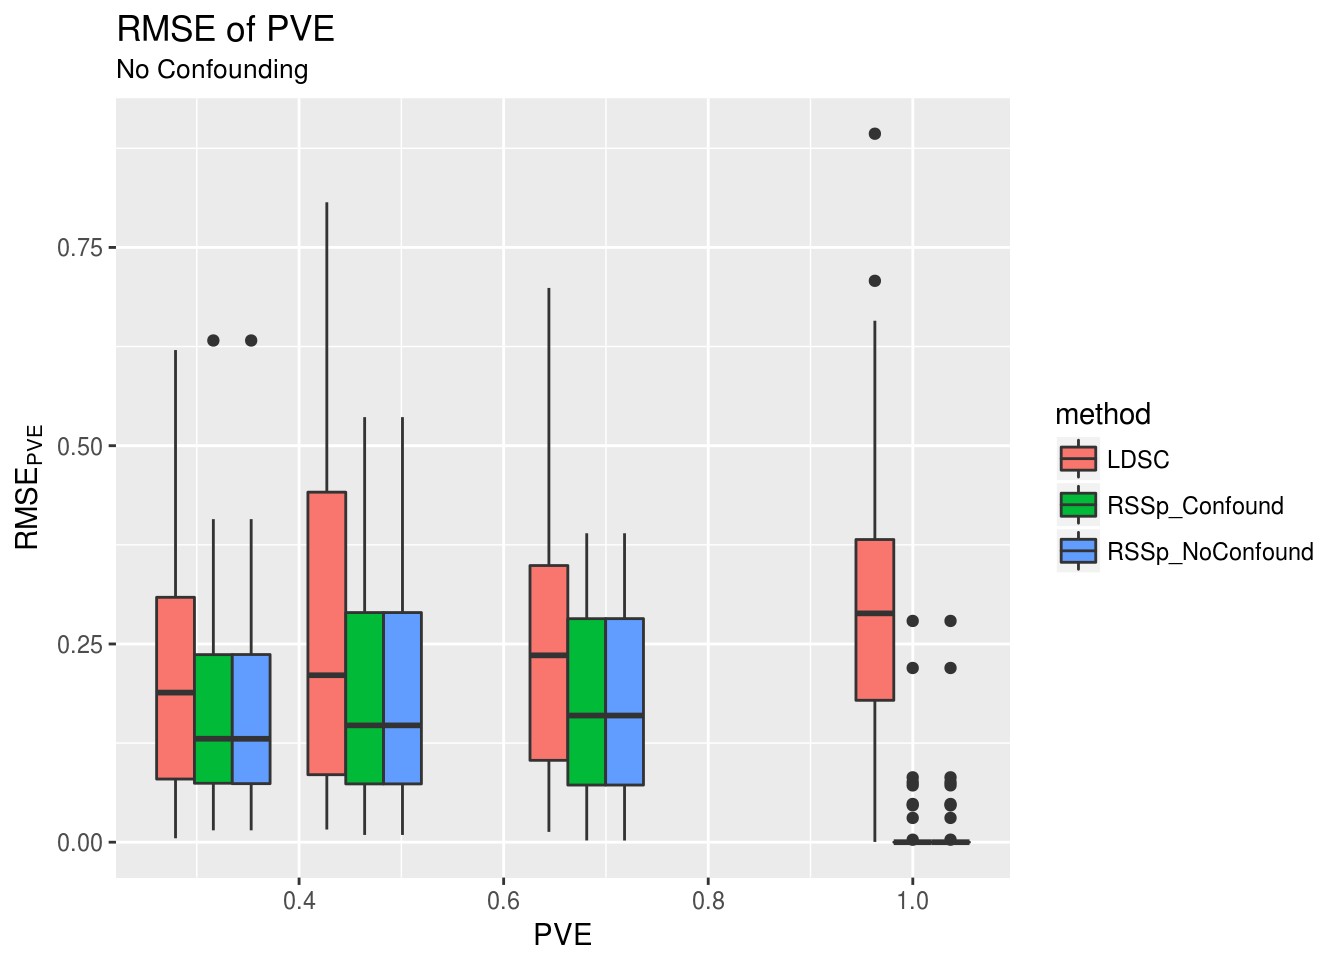 RMSE of PVE
No Confounding
RMSE_PVE
0.75
0.50
0.25
0.00
0.4 0.6 0.8 1.0
PVE
method
LDSC
RSSp_Confound
RSSp_NoConfound